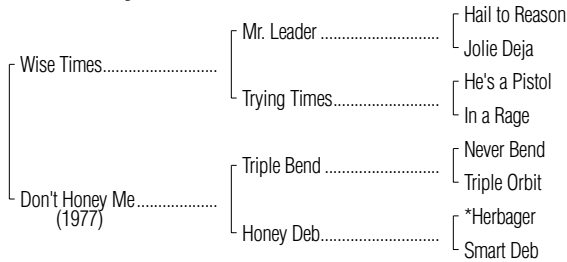 Hail to Reason
Mr. Leader ..............................
Jolie Deja
Wise Times.............................
He's a Pistol
Trying Times...........................
In a Rage
Never Bend
Triple Bend .............................
Triple Orbit
Don't Honey Me....................
(1977)
*Herbager
Honey Deb..............................
Smart Deb